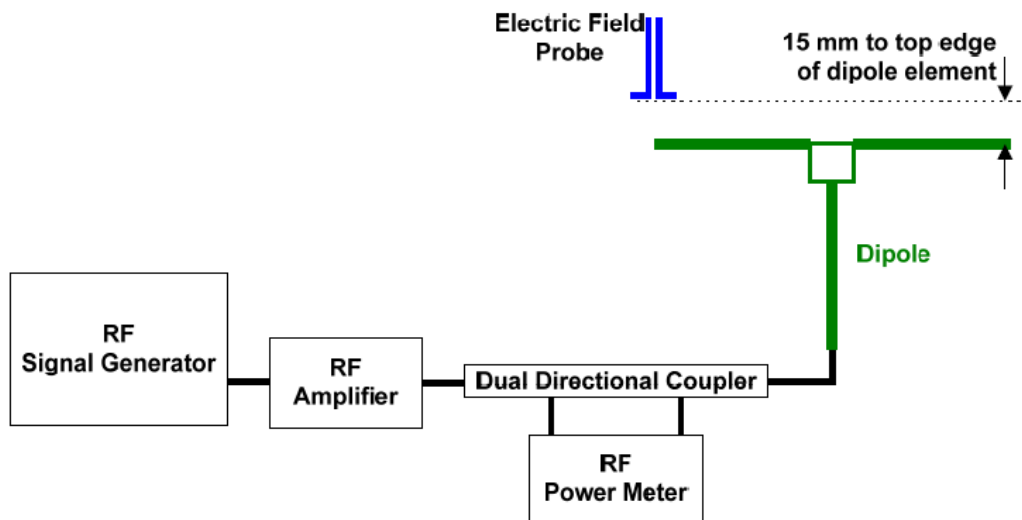 Electric Field
Probe
15 mm to top edge
of dipole element
Dipole
RF
Signal Generator
RF
Amplifier
Dual Directional Coupler
RF
Power Meter